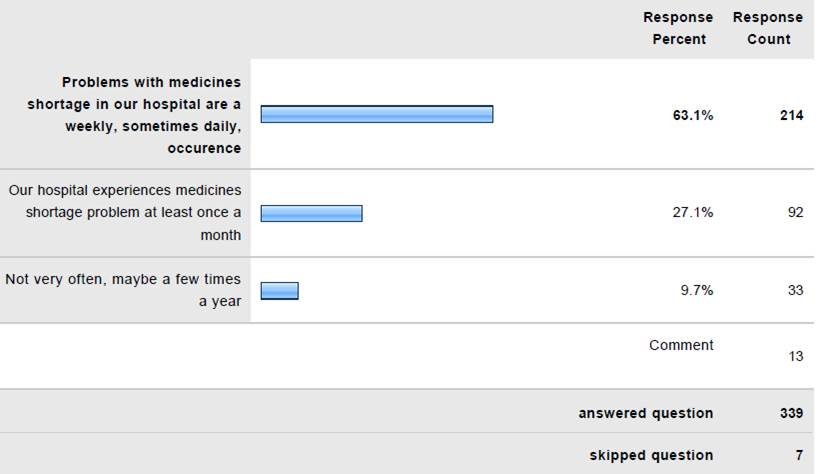 Response Response
Percent Count
Problems with medicines
shortage in our hospital are a
weekly, sometimes daily,
occurence
63.1% 214
Our hospital experiences medicines
shortage problem at least once a
month
27.1% 92
Not very often, maybe a few times
a year
9.7% 33
Comment
13
answered question 339
skipped question 7